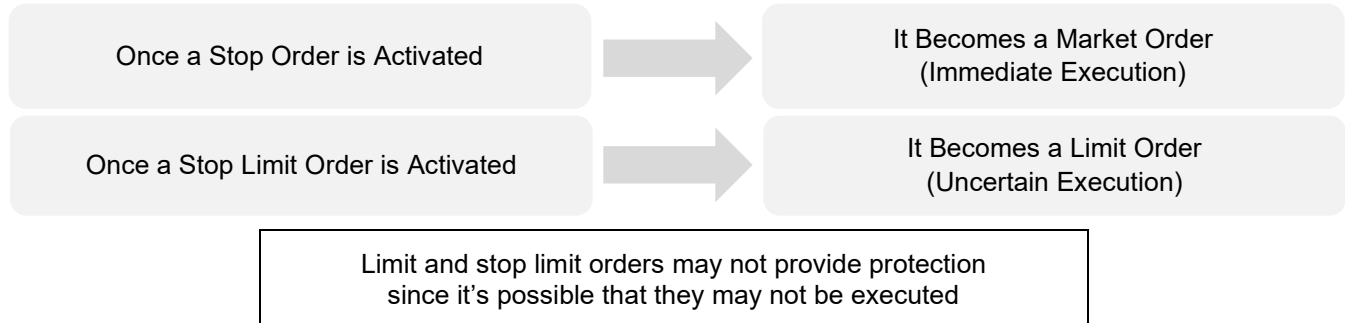 Once a Stop Order is Activated
It Becomes a Market Order
(Immediate Execution)
Once a Stop Limit Order is Activated
It Becomes a Limit Order
(Uncertain Execution)
Limit and stop limit orders may not provide protection
since it’s possible that they may not be executed